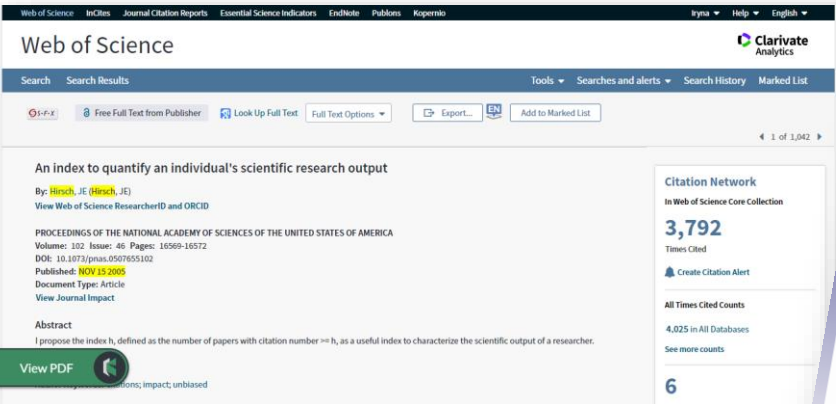 Web of Science InCites Journal Citation Reports Essential Science Indicators EndNote Publons Kopernio Iryna Help English
Web of Science
Clarivate
Analytics
Search Search Results Tools Searches and alerts Search History Marked List
S-F-X Free Full Text from Publisher Look Up Full Text Full Text Options Export... EN Add to Marked List
1 of 1,042
An index to quantify an individual's scientific research output
By: Hirsch, JE (Hirsch, JE)
View Web of Science ResearcherID and ORCID
PROCEEDINGS OF THE NATIONAL ACADEMY OF SCIENCES OF THE UNITED STATES OF AMERICA
Volume: 102 Issue: 46 Pages: 16569-16572
DOI: 10.1073/pnas.0507655102
Published: NOV 15 2005
Document Type: Article
View Journal Impact
Abstract
I propose the index h, defined as the number of papers with citation number >= h, as a useful index to characterize the scientific output of a researcher.
View PDF
impact; unbiased
Citation Network
In Web of Science Core Collection
3,792
Times Cited
Create Citation Alert
All Times Cited Counts
4,025 in All Databases
See more counts
6